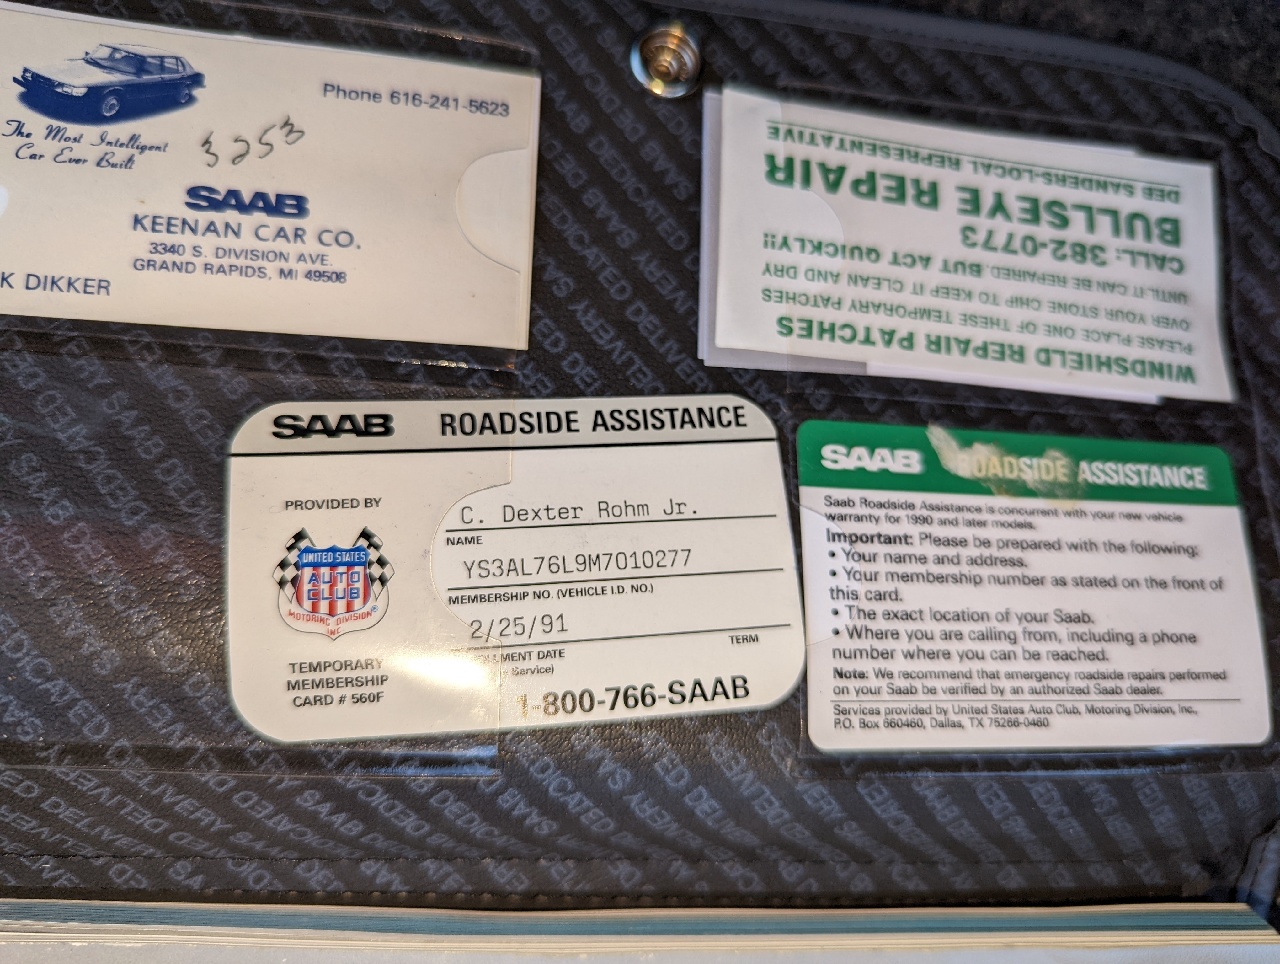 The Most Intelligent
Car Ever Built
Phone 616-241-5623
3253
SAAB
KEENAN CAR CO.
3340 S. DIVISION AVE.
GRAND RAPIDS, MI 49508
K DIKKER
WINDSHIELD REPAIR PATCHES
PLACE ONE OF THESE TEMPORARY PATCHES
OVER YOUR STONE CHIP TO KEEP IT CLEAN AND DRY
UNTIL IT CAN BE REPAIRED. BUT ACT QUICKLY!!
CALL: 382-0773
BULLSEYE REPAIR
DEB SANDERS-LOCAL REPRESENTATIVE
SAAB ROADSIDE ASSISTANCE
PROVIDED BY
UNITED STATES
AUTO
CLUB
MOTORING DIVISION®
INC
TEMPORARY
MEMBERSHIP
CARD # 560F
C. Dexter Rohm Jr.
NAME
YS3AL76L9M7010277
MEMBERSHIP NO. (VEHICLE I.D. NO.)
2/25/91
MENT DATE TERM
Service)
1-800-766-SAAB
SAAB ROADSIDE ASSISTANCE
Saab Roadside Assistance is concurrent with your new vehicle
warranty for 1990 and later models.
Important: Please be prepared with the following:
• Your name and address.
• Your membership number as stated on the front of
this card.
• The exact location of your Saab.
• Where you are calling from, including a phone
number where you can be reached.
Note: We recommend that emergency roadside repairs performed
on your Saab be verified by an authorized Saab dealer.
Services provided by United States Auto Club, Motoring Division, Inc.,
P.O. Box 660460, Dallas, TX 75266-0460
SAAB DEDICATED DELIVERY